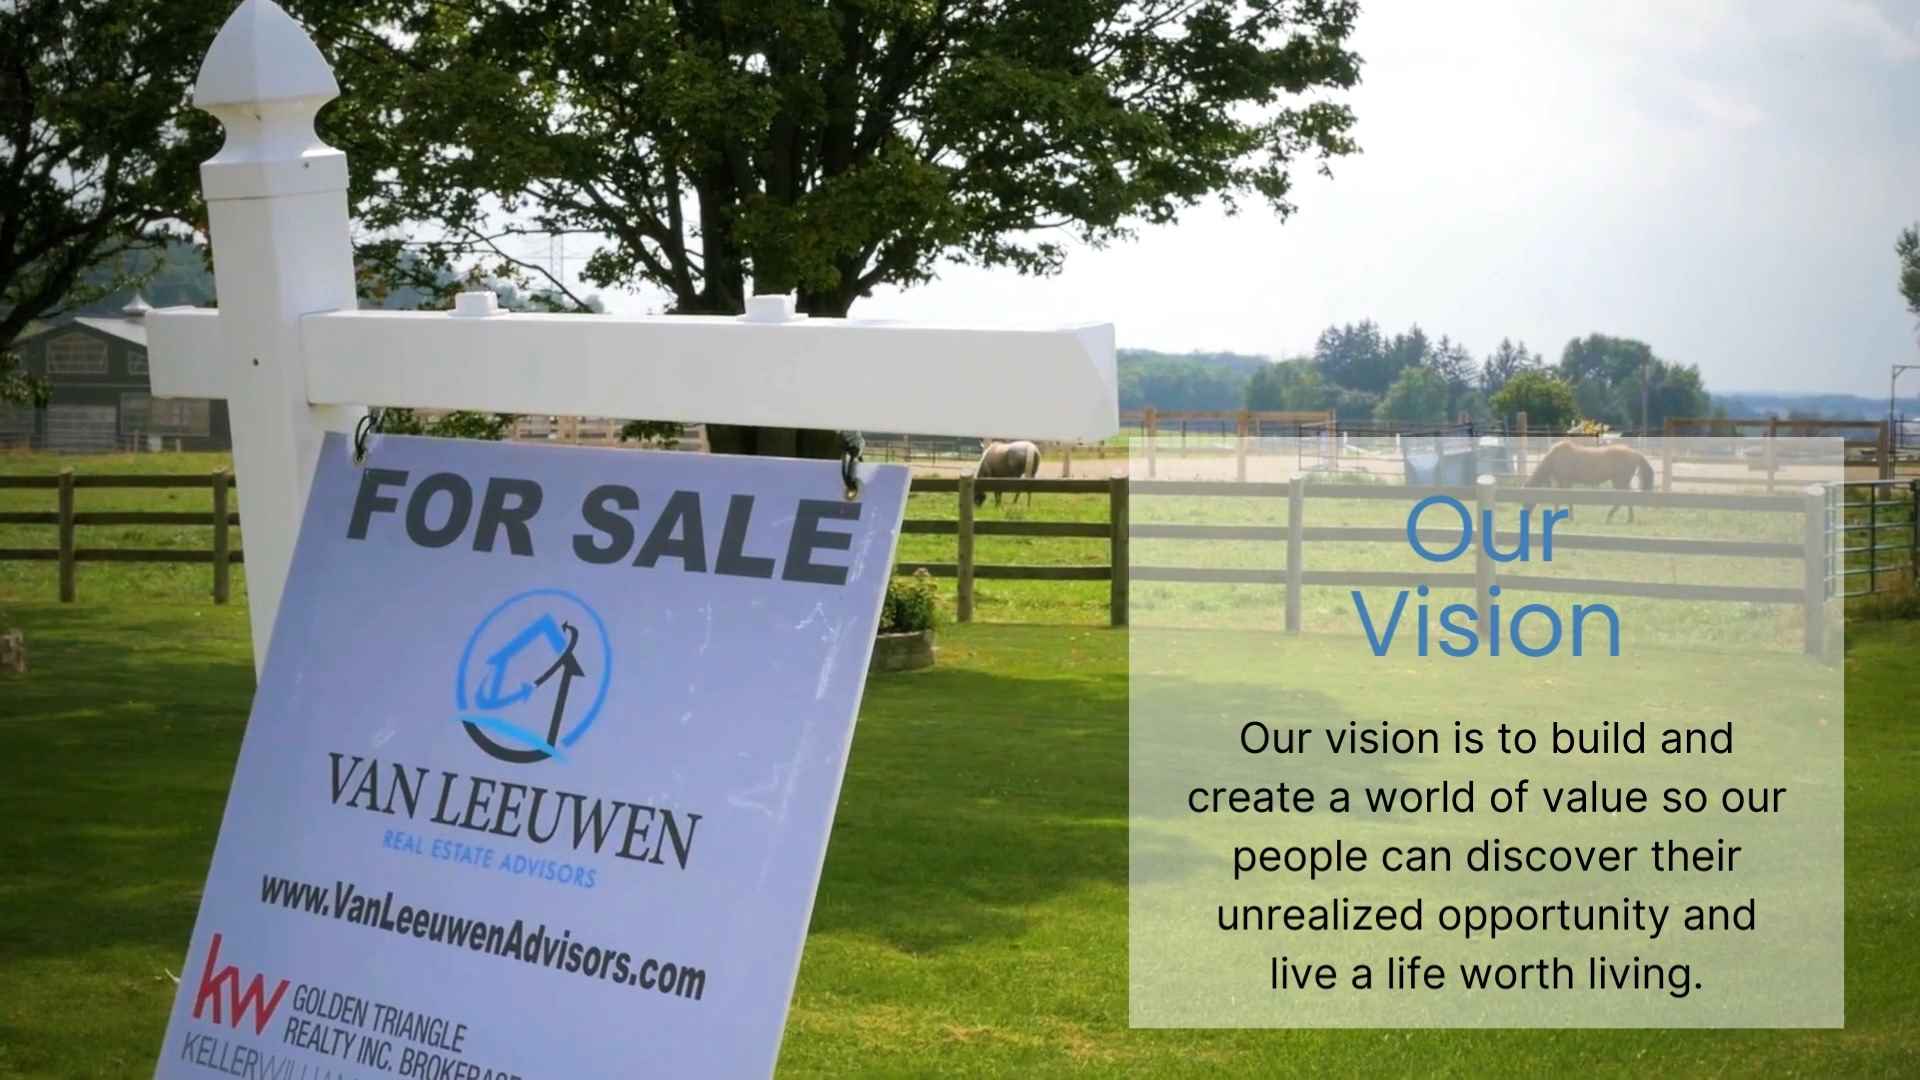 FOR SALE
VAN LEEUWEN
REAL ESTATE ADVISORS
www.VanLeeuwenAdvisors.com
kw GOLDEN TRIANGLE
REALTY INC.
Our
Vision
Our vision is to build and
create a world of value so our
people can discover their
unrealized opportunity and
live a life worth living.